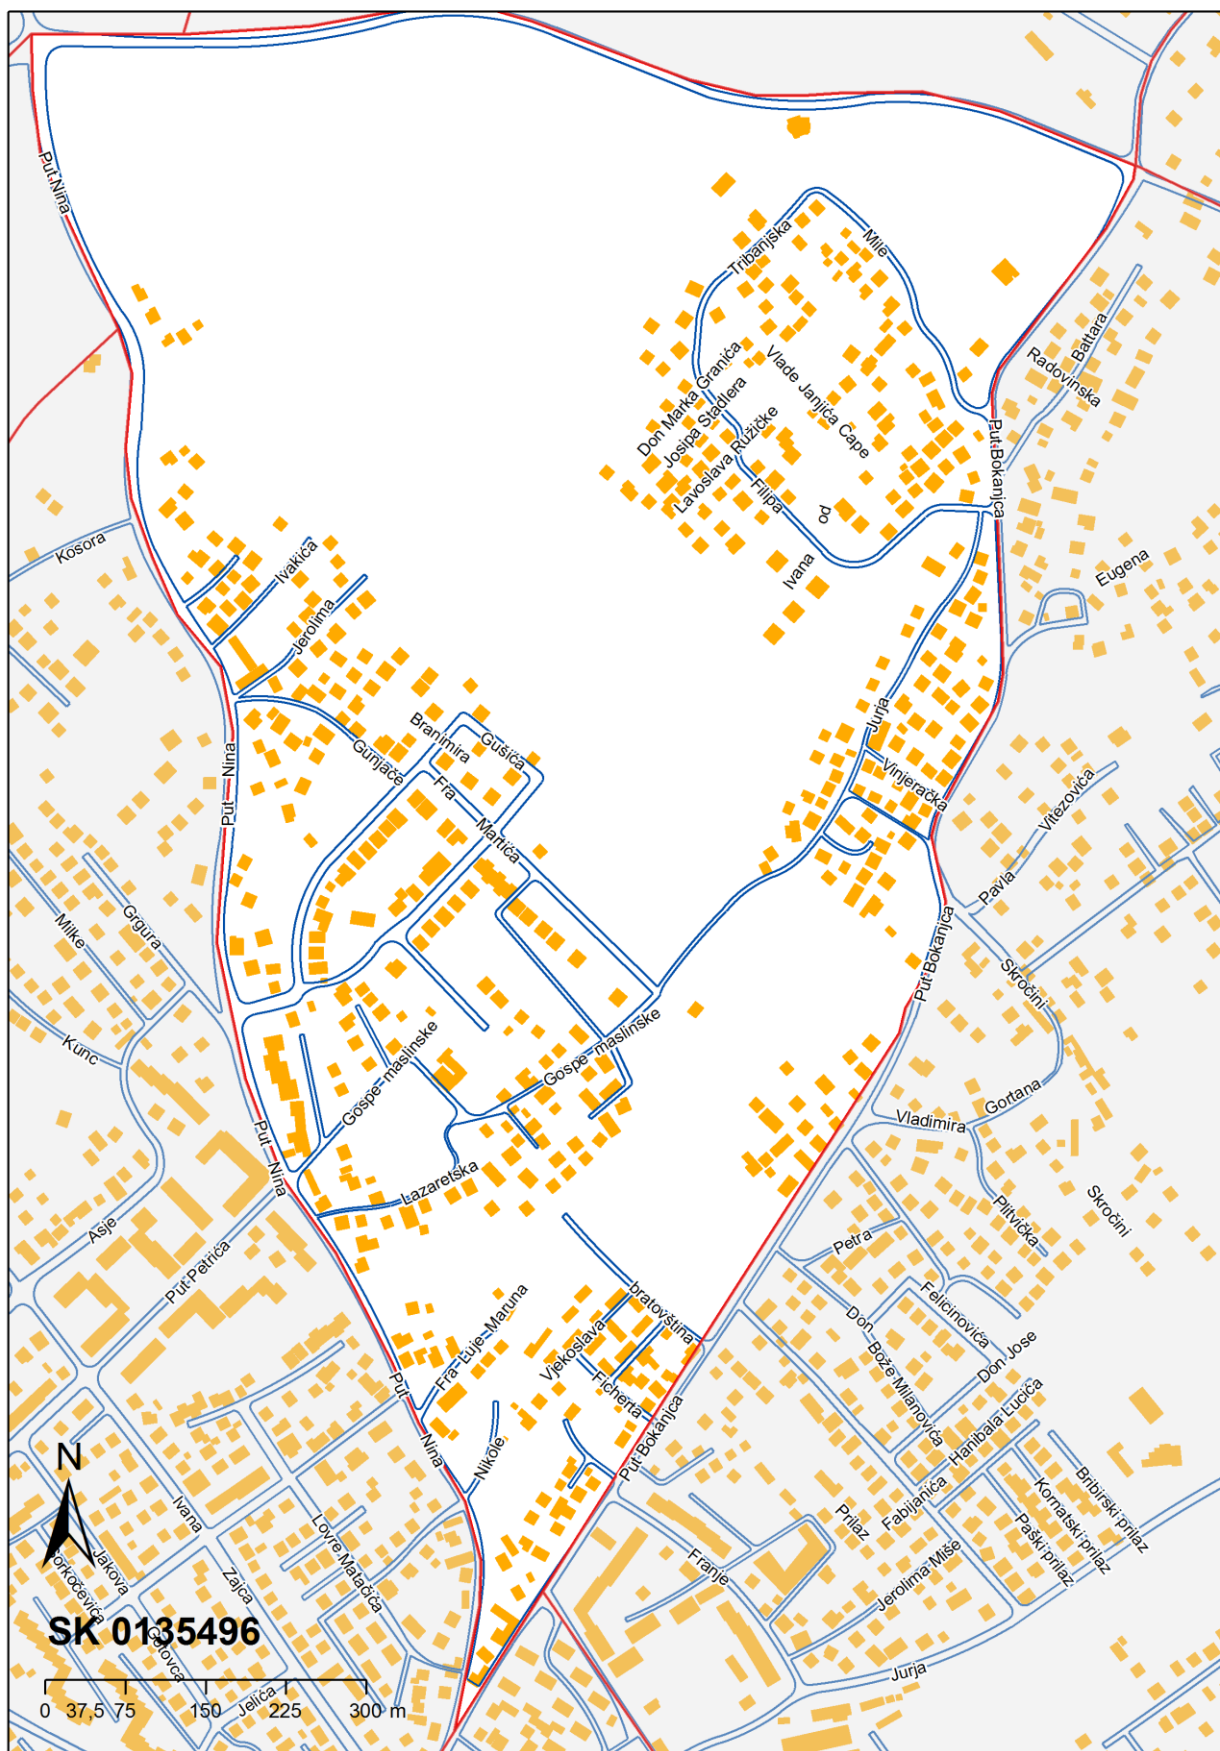 Put Nina
Tribanjska
Mile
Battara
Radovinska
Don Marka Granića
Vlade Janjića Cape
Josipa Stadlera
Lavoslava Ružičke
Filipa
od
Ivana
Put Bokanjca
Kosora
Ivakića
Jerolima
Eugena
Jurja
Vinjeračka
Branimira
Gušića
Gunjače
Fra
Martića
Put Nina
Vitezovića
Pavla
Grgura
Milke
Put Bokanjca
Skročini
Kunc
Gospe maslinske
Gospe maslinske
Gortana
Vladimira
Put Nina
Lazaretska
Asje
Put Petrića
Plitvička
Skročini
Petra
Felicinovića
Don
Bože Milanovića
Don Jose
bratovština
Fra Luje Maruna
Vjekoslava
Ficherta
Put Nina
Nikole
Put Bokanjca
Hanibala Lucića
Fabijanića
Prilaz
Bribirski prilaz
Kornatski prilaz
Paški prilaz
Jerolima Miše
Franje
Jurja
N
Ivana
Lovre Matačića
Zajca
Jakova
Gotovca
Jelića
SK 0135496
0 37,5 75 150 225 300 m